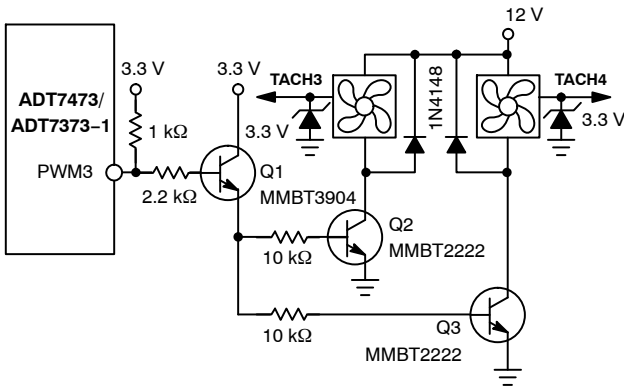 12 V
ADT7473/
ADT7373–1
3.3 V
3.3 V
TACH3
1N4148
TACH4
1 kΩ
3.3 V
3.3 V
PWM3
2.2 kΩ
Q1
MMBT3904
Q2
MMBT2222
10 kΩ
10 kΩ
Q3
MMBT2222